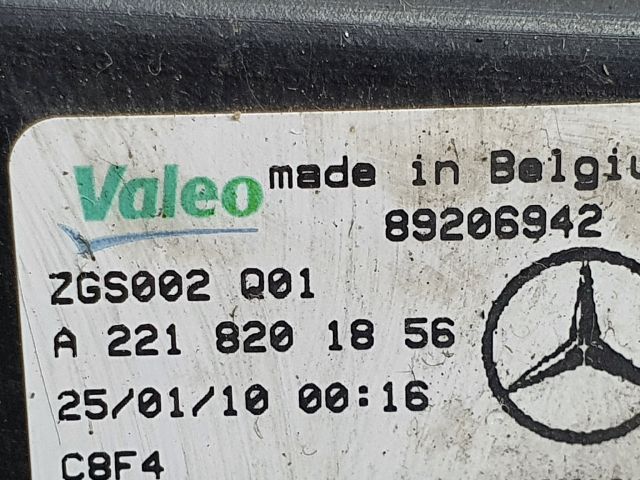 Valeo made in Belgiu
89206942
ZGS002 Q01
A 221 820 18 56
25/01/10 00:16
C8F4